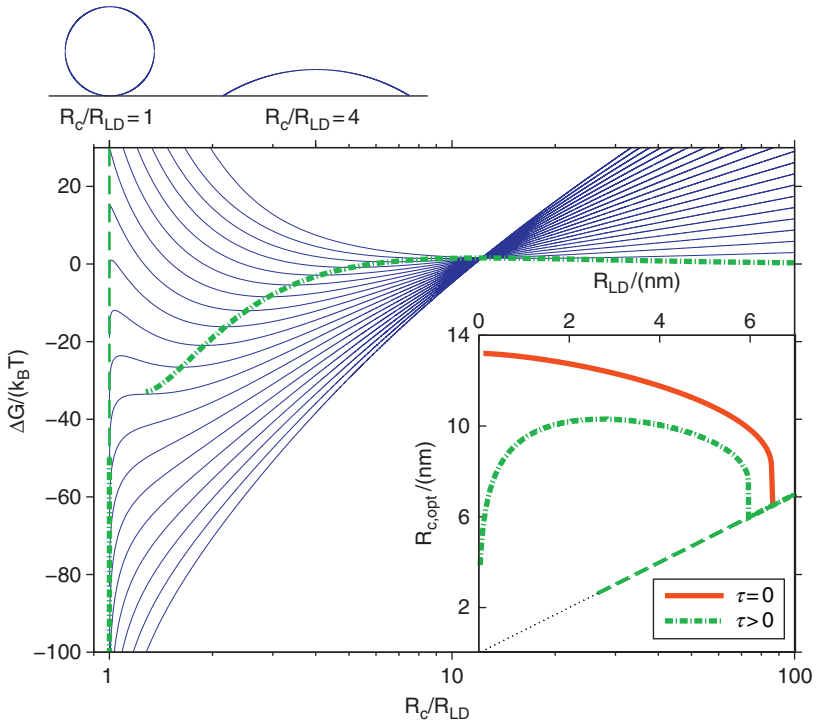 R_c/R_LD=1 R_c/R_LD=4
20
0
−20
−40
−60
−80
−100
ΔG/(k_BT)
1 10 100
R_c/R_LD
R_LD/(nm)
0 2 4 6
14
10
6
2
R_c,opt/(nm)
τ=0
τ>0